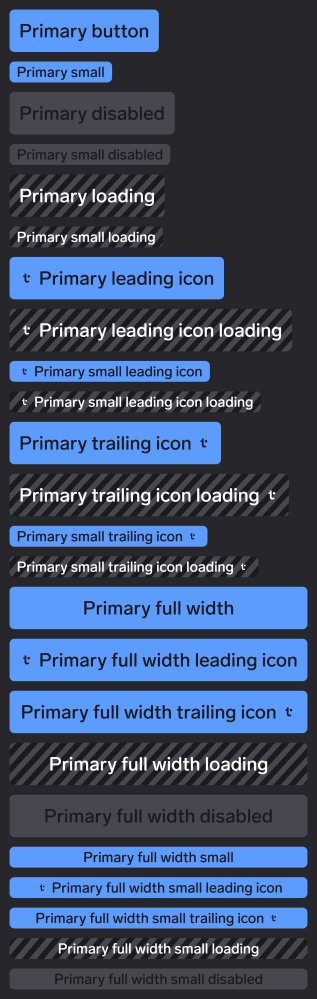 Primary button
Primary small
Primary disabled
Primary small disabled
Primary loading
Primary small loading
Primary leading icon
Primary leading icon loading
Primary small leading icon
Primary small leading icon loading
Primary trailing icon
Primary trailing icon loading
Primary small trailing icon
Primary small trailing icon loading
Primary full width
Primary full width leading icon
Primary full width trailing icon
Primary full width loading
Primary full width disabled
Primary full width small
Primary full width small leading icon
Primary full width small trailing icon
Primary full width small loading
Primary full width small disabled